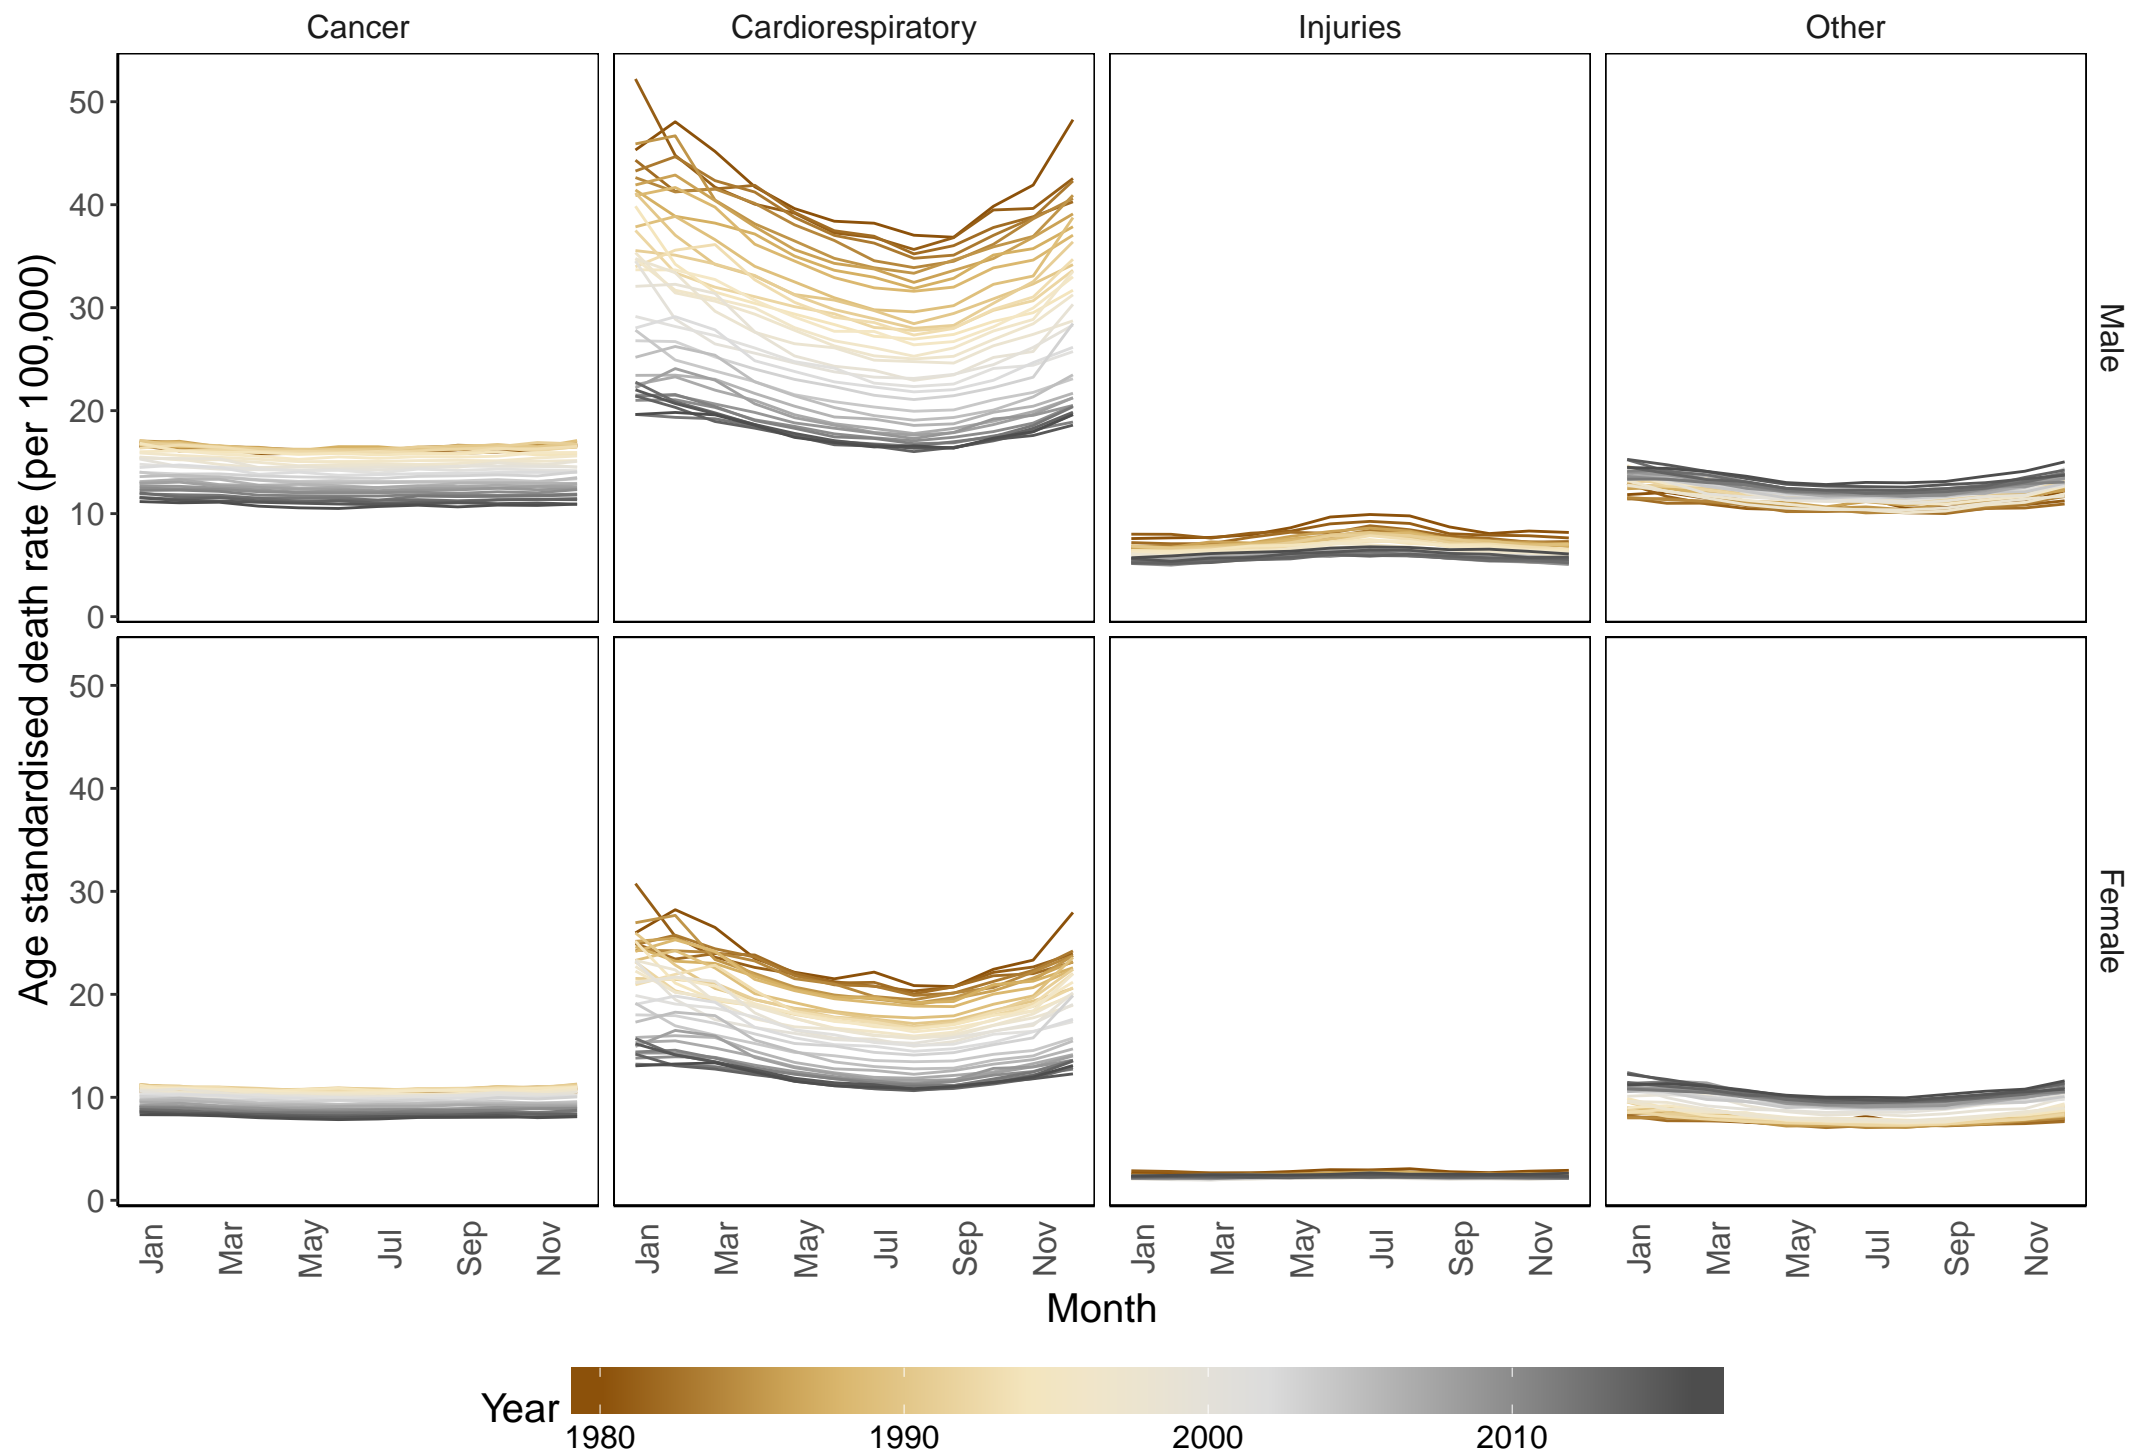 Cancer Cardiorespiratory Injuries Other
Age standardised death rate (per 100,000)
50
40
30
20
10
0
Male
50
40
30
20
10
0
Female
Jan Mar May Jul Sep Nov Jan Mar May Jul Sep Nov Jan Mar May Jul Sep Nov Jan Mar May Jul Sep Nov
Month
Year
1980 1990 2000 2010